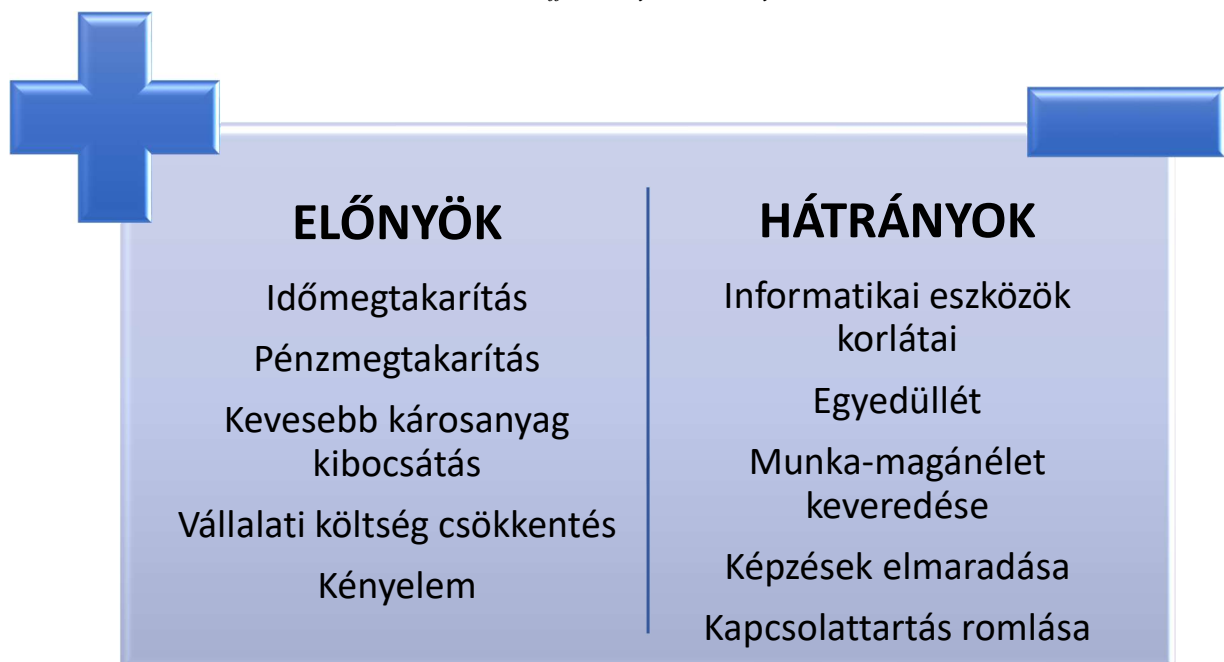 ELŐNYÖK
Időmegtakarítás
Pénzmegtakarítás
Kevesebb károsanyag
kibocsátás
Vállalati költség csökkentés
Kényelem
HÁTRÁNYOK
Informatikai eszközök
korlátai
Egyedüllét
Munka-magánélet
keveredése
Képzések elmaradása
Kapcsolattartás romlása